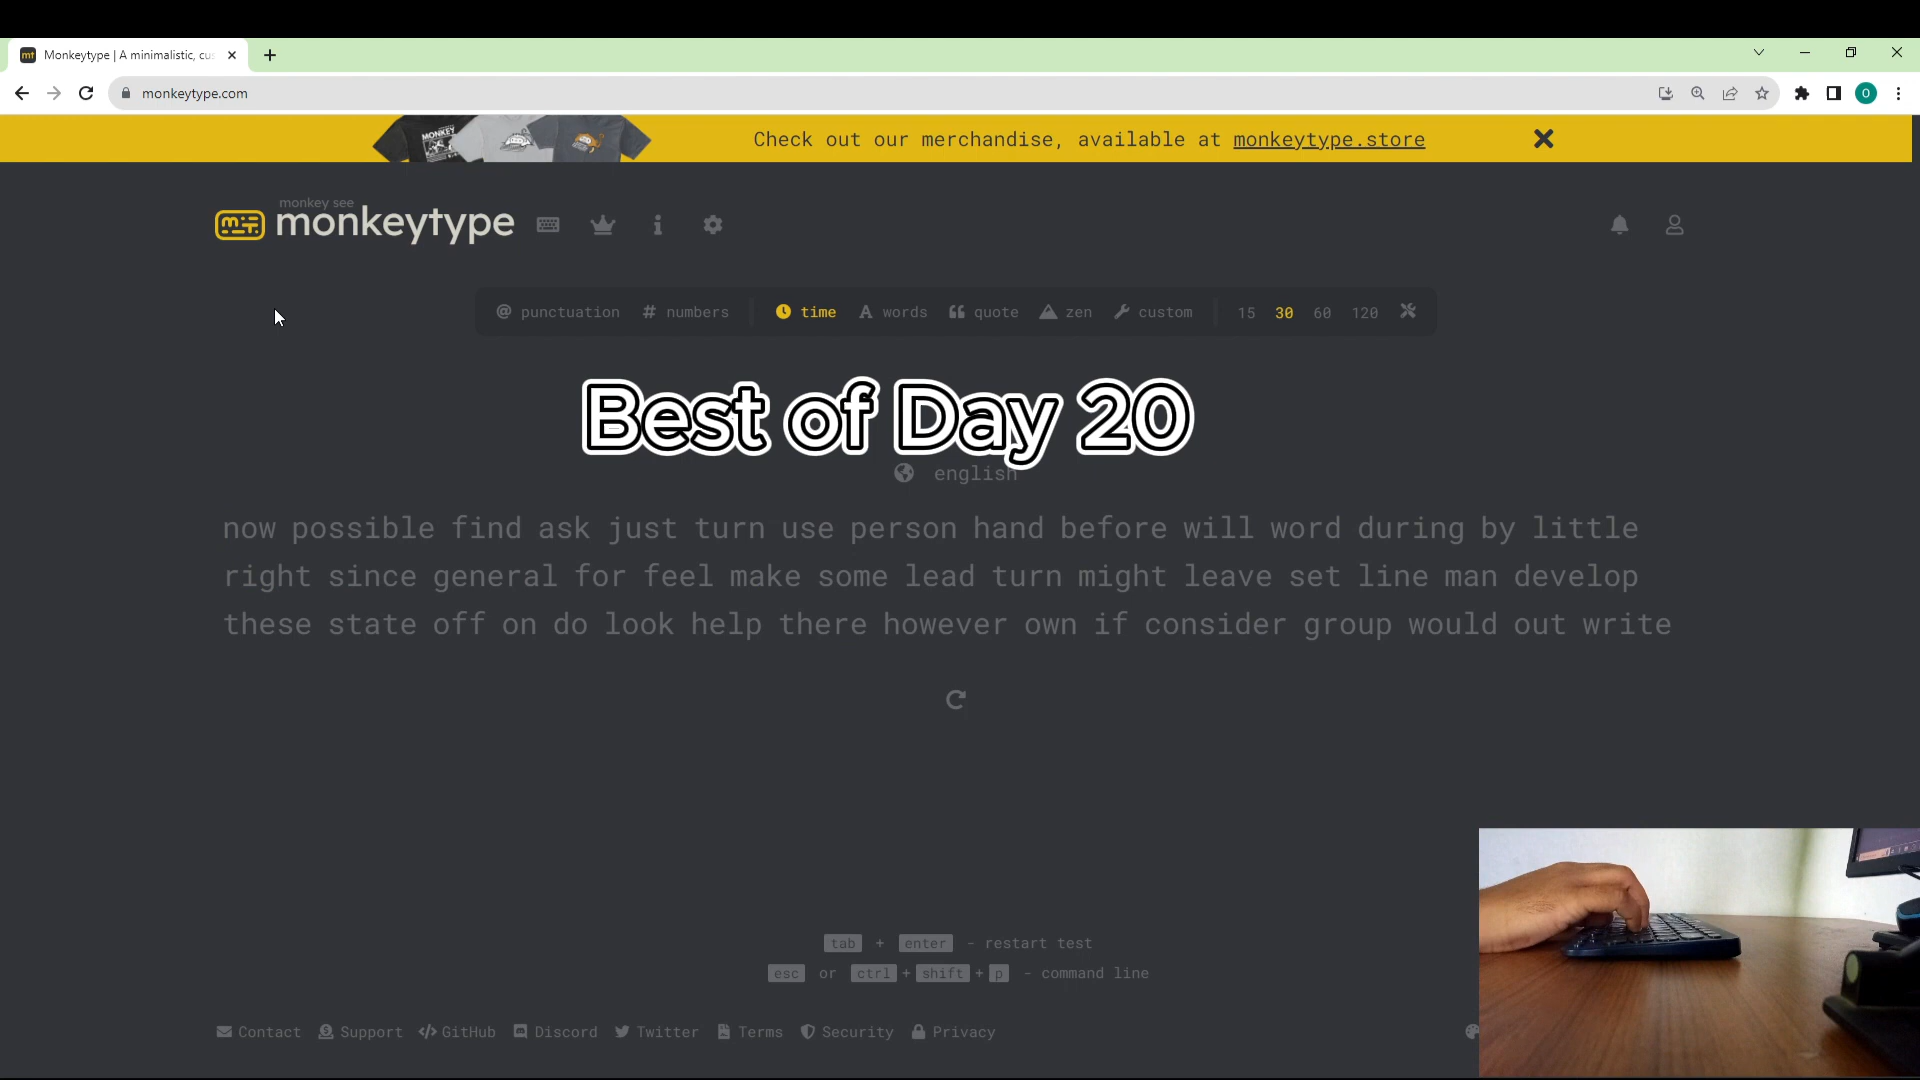 Monkeytype | A minimalistic, cus
monkeytype.com
O
MONKEY
Check out our merchandise, available at monkeytype.store
monkey see
monkeytype
@ punctuation # numbers time A words quote zen custom 15 30 60 120
Best of Day 20
english
now possible find ask just turn use person hand before will word during by little
right since general for feel make some lead turn might leave set line man develop
these state off on do look help there however own if consider group would out write
tab + enter - restart test
esc or ctrl + shift + p - command line
Contact Support GitHub Discord Twitter Terms Security Privacy